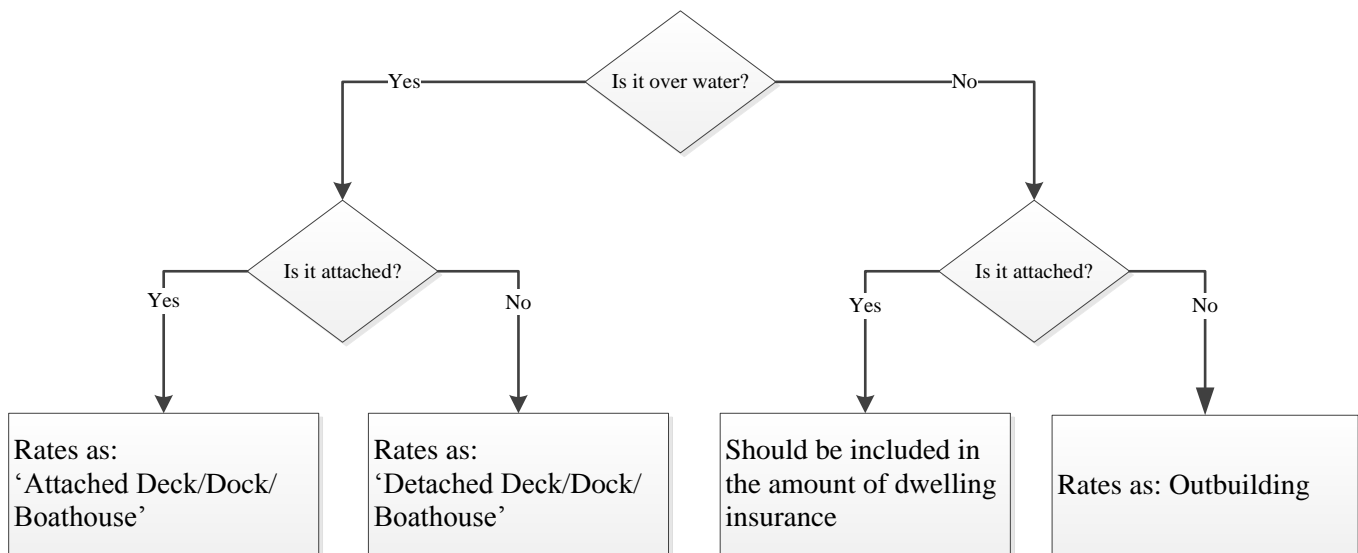 Is it over water?
Yes
No
Is it attached?
Is it attached?
Yes
No
Yes
No
Rates as:
‘Attached Deck/Dock/
Boathouse’
Rates as:
‘Detached Deck/Dock/
Boathouse’
Should be included in
the amount of dwelling
insurance
Rates as: Outbuilding